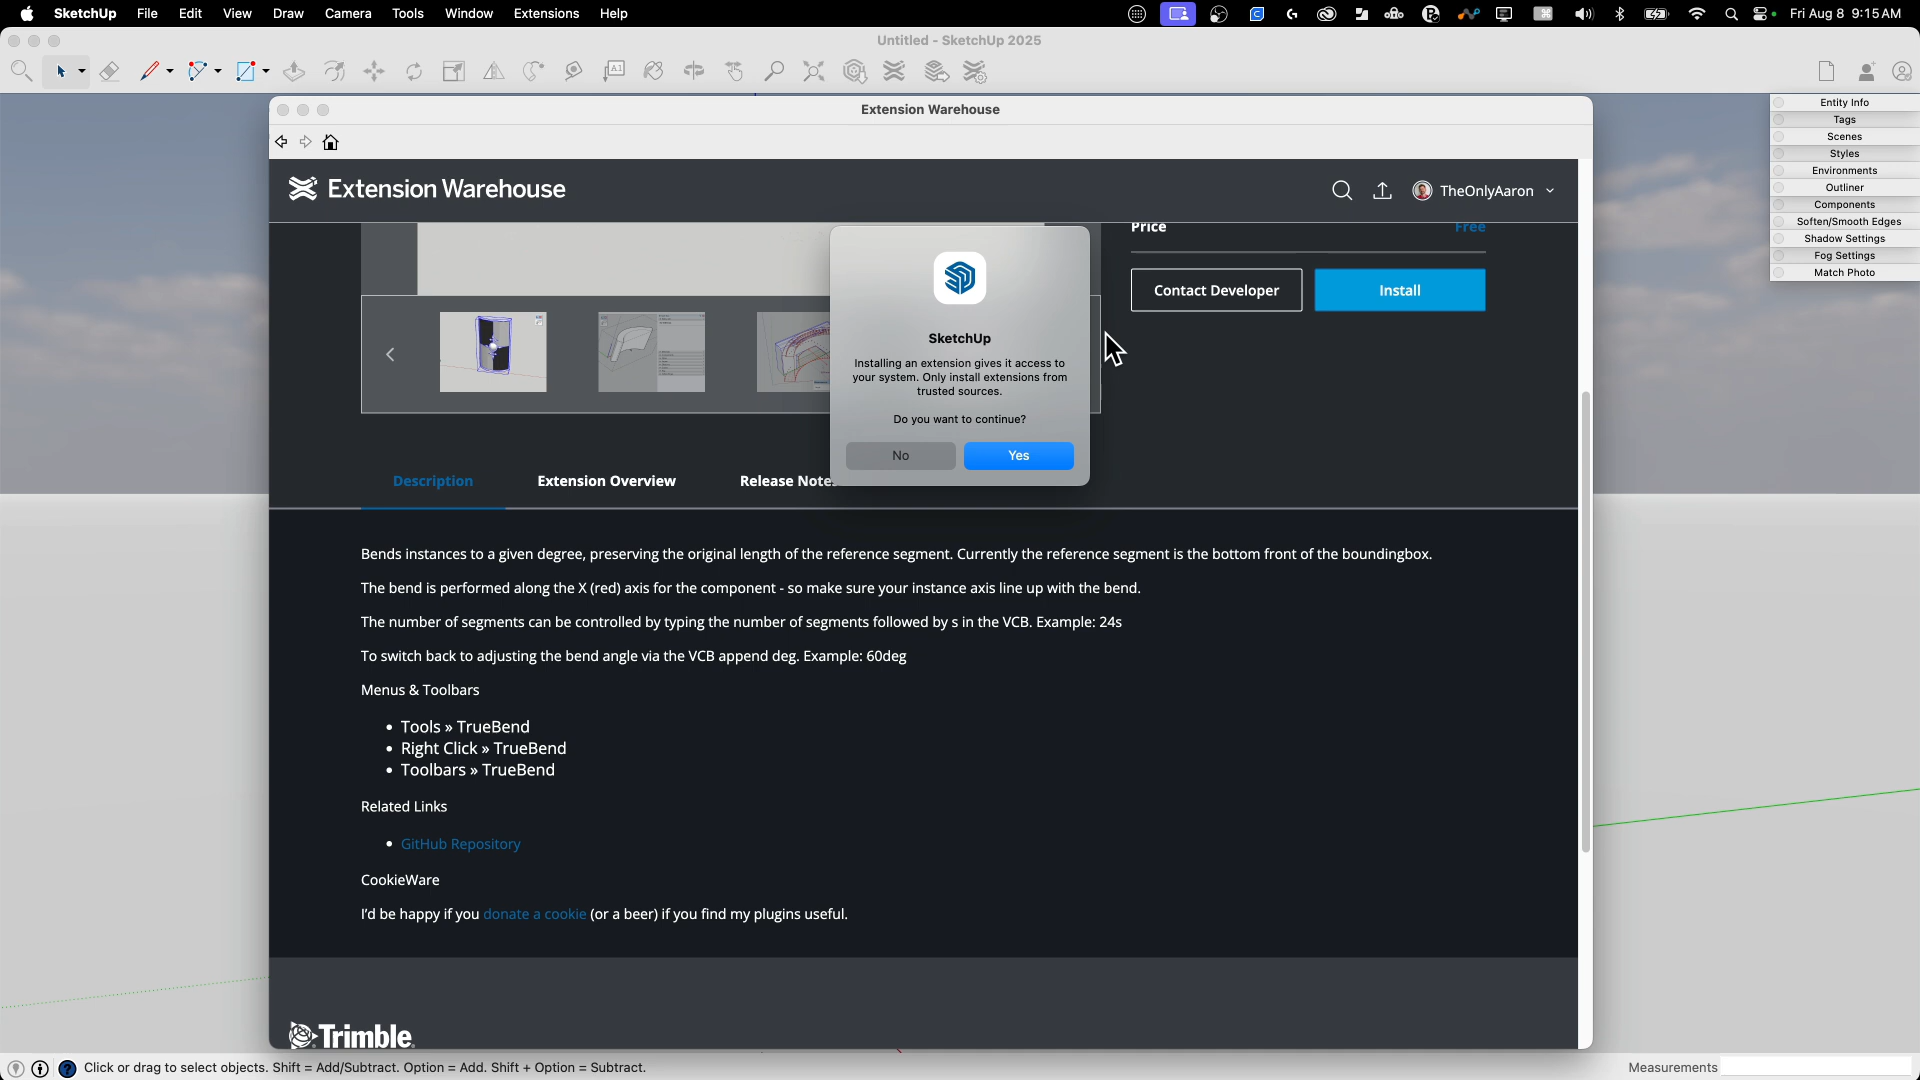 SketchUp File Edit View Draw Camera Tools Window Extensions Help
Fri Aug 8 9:15 AM
Untitled - SketchUp 2025
Extension Warehouse
Extension Warehouse
TheOnlyAaron
Price Free
Contact Developer
Install
SketchUp
Installing an extension gives it access to
your system. Only install extensions from
trusted sources.
Do you want to continue?
No Yes
Description Extension Overview Release Notes
Bends instances to a given degree, preserving the original length of the reference segment. Currently the reference segment is the bottom front of the boundingbox.
The bend is performed along the X (red) axis for the component - so make sure your instance axis line up with the bend.
The number of segments can be controlled by typing the number of segments followed by s in the VCB. Example: 24s
To switch back to adjusting the bend angle via the VCB append deg. Example: 60deg
Menus & Toolbars
• Tools » TrueBend
• Right Click » TrueBend
• Toolbars » TrueBend
Related Links
• GitHub Repository
CookieWare
I'd be happy if you donate a cookie (or a beer) if you find my plugins useful.
Trimble.
Entity Info
Tags
Scenes
Styles
Environments
Outliner
Components
Soften/Smooth Edges
Shadow Settings
Fog Settings
Match Photo
Click or drag to select objects. Shift = Add/Subtract. Option = Add. Shift + Option = Subtract.
Measurements